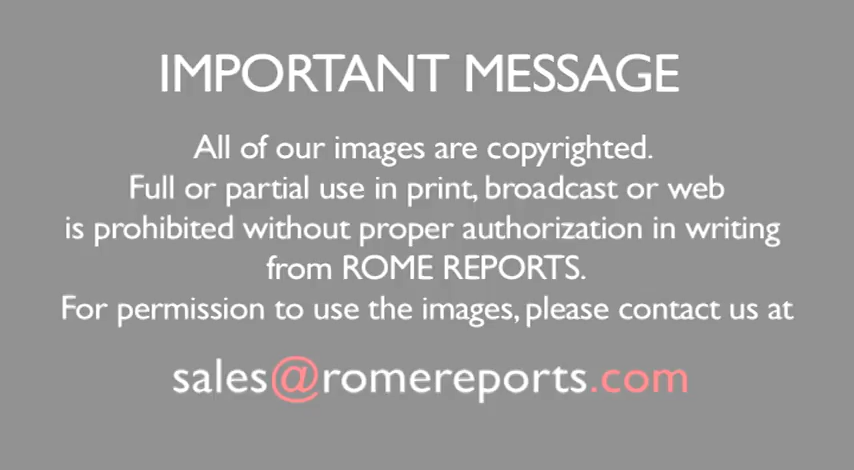 IMPORTANT MESSAGE
All of our images are copyrighted.
Full or partial use in print, broadcast or web
is prohibited without proper authorization in writing
from ROME REPORTS.
For permission to use the images, please contact us at
sales@romereports.com